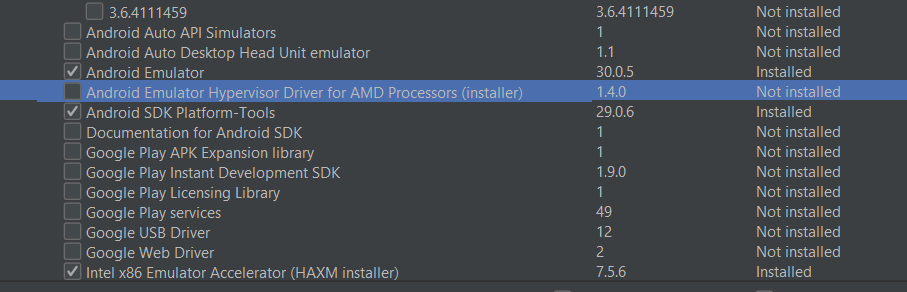 3.6.4111459 3.6.4111459 Not installed
Android Auto API Simulators 1 Not installed
Android Auto Desktop Head Unit emulator 1.1 Not installed
Android Emulator 30.0.5 Installed
Android Emulator Hypervisor Driver for AMD Processors (installer) 1.4.0 Not installed
Android SDK Platform-Tools 29.0.6 Installed
Documentation for Android SDK 1 Not installed
Google Play APK Expansion library 1 Not installed
Google Play Instant Development SDK 1.9.0 Not installed
Google Play Licensing Library 1 Not installed
Google Play services 49 Not installed
Google USB Driver 12 Not installed
Google Web Driver 2 Not installed
Intel x86 Emulator Accelerator (HAXM installer) 7.5.6 Installed